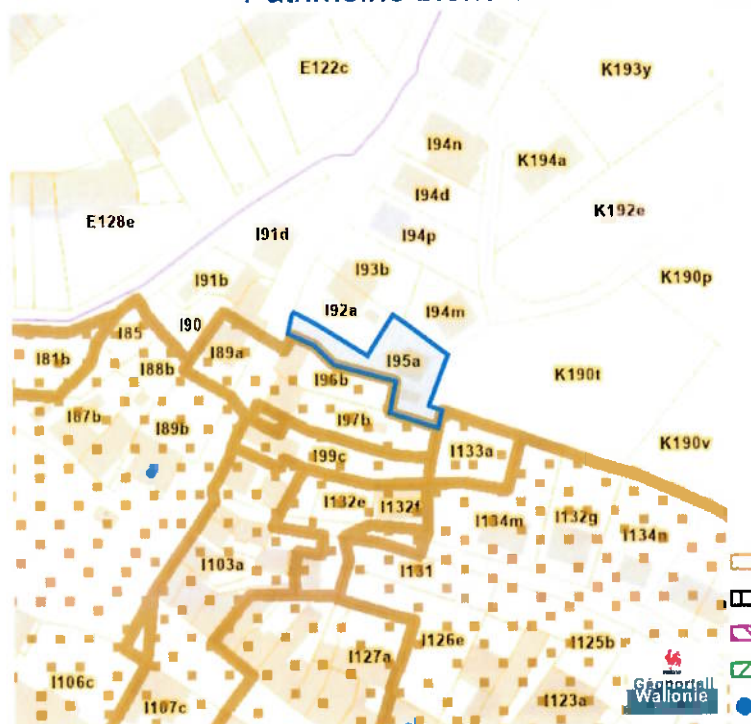 E122c
K193y
I94n
K194a
I94d
K192e
E128e
I94p
I91d
I93b
K190p
I91b
I92a
I94m
I90
I85
I89a
I95a
I81b
I88b
I96b
K190t
I87b
I89b
I97b
I133a
K190v
I99c
I132e
I132f
I134m
I132g
I134n
I103a
I131
I126e
I125b
I127a
I106c
I107c
I123a
Géoportail
Wallonie